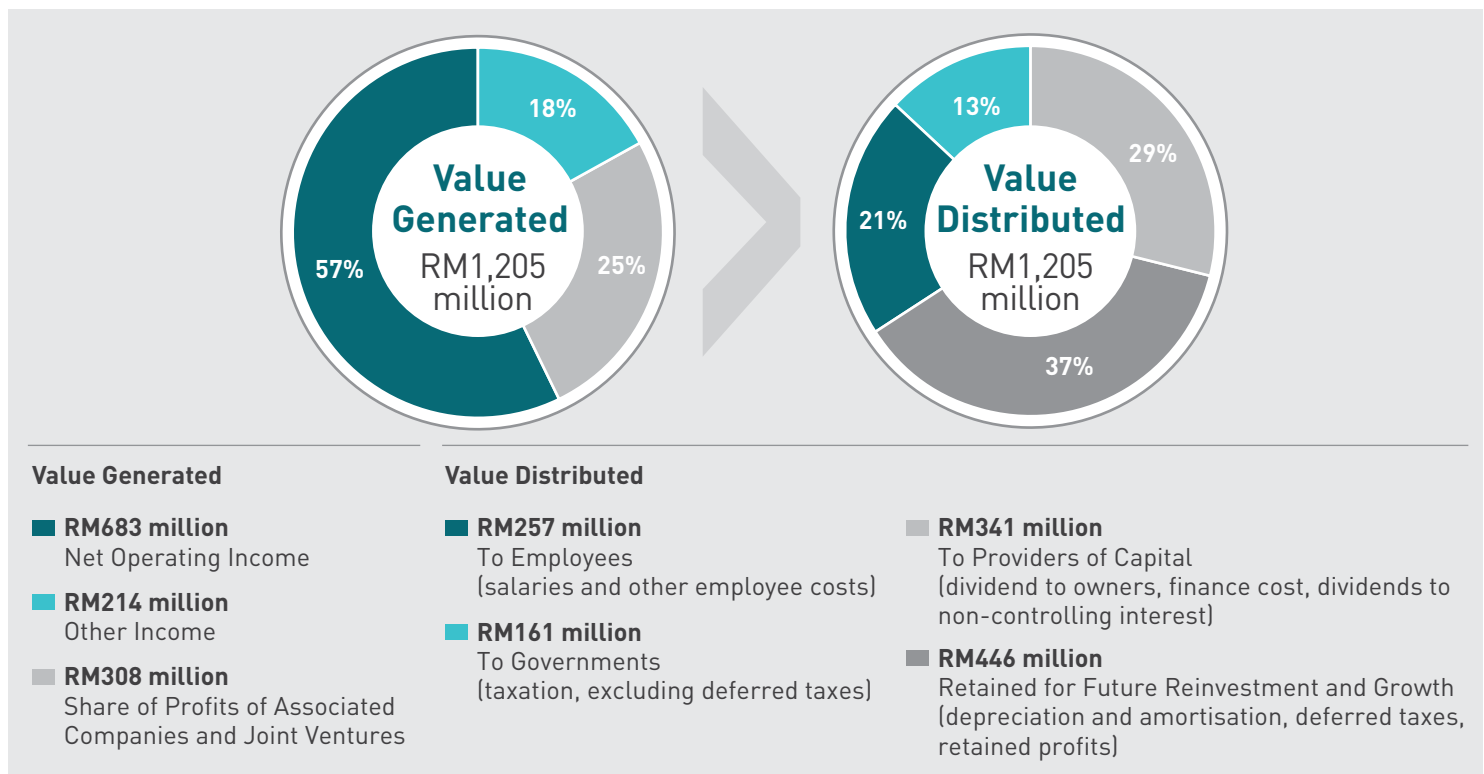 18%
Value
Generated
RM1,205
million
57%
25%
13%
29%
Value
Distributed
RM1,205
million
21%
37%
Value Generated
RM683 million
Net Operating Income
RM214 million
Other Income
RM308 million
Share of Profits of Associated
Companies and Joint Ventures
Value Distributed
RM257 million
To Employees
(salaries and other employee costs)
RM161 million
To Governments
(taxation, excluding deferred taxes)
RM341 million
To Providers of Capital
(dividend to owners, finance cost, dividends to
non-controlling interest)
RM446 million
Retained for Future Reinvestment and Growth
(depreciation and amortisation, deferred taxes,
retained profits)